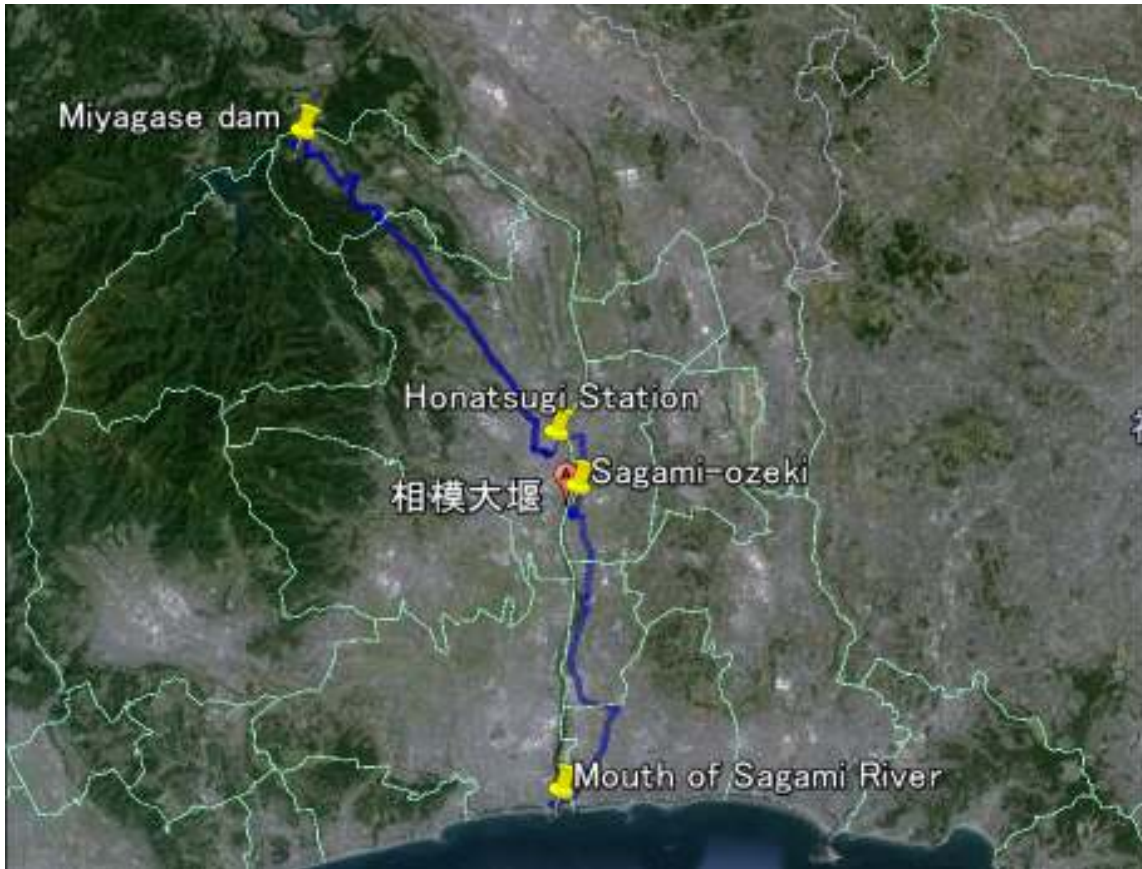 Miyagase dam
Honatsugi Station
Sagami-ozeki
相模大堰
Mouth of Sagami River